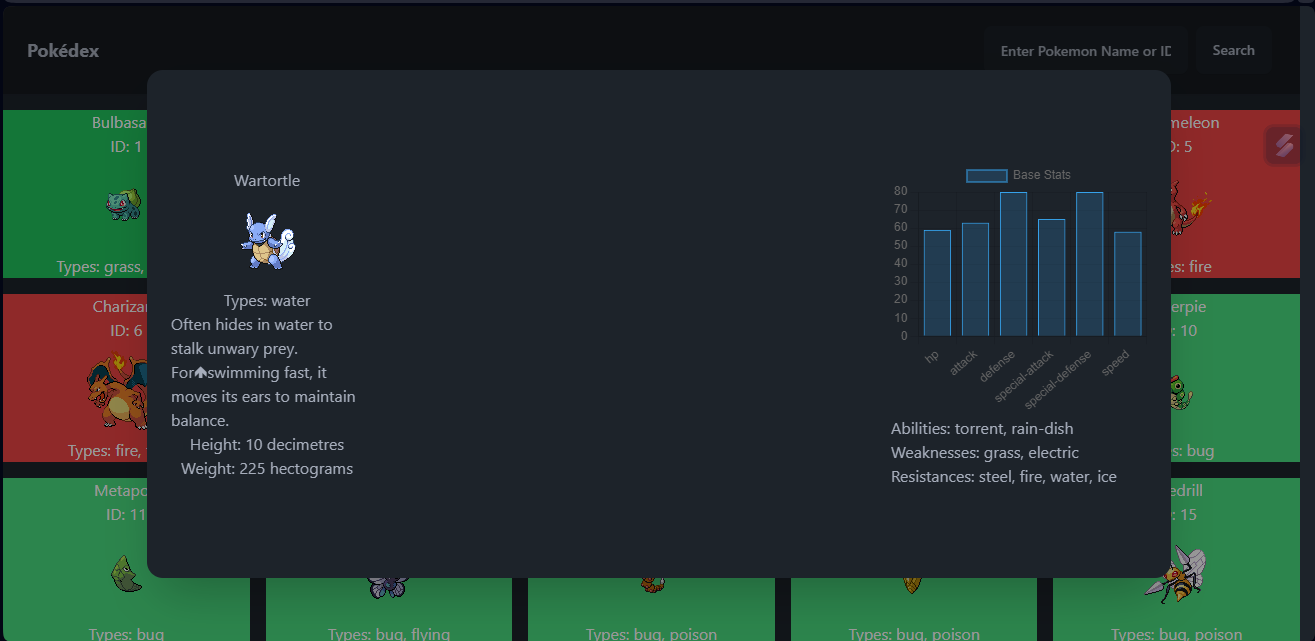 Pokédex
Enter Pokemon Name or ID
Search
Bulbasa
ID: 1
Types: grass,
meleon
D: 5
es: fire
Chariza
ID: 6
Types: fire,
erpie
: 10
s: bug
Metapo
ID: 11
Types: bug
Types: bug, flying
Types: bug, poison
Types: bug, poison
edrill
: 15
Types: bug, poison
Wartortle
Types: water
Often hides in water to
stalk unwary prey.
For↑swimming fast, it
moves its ears to maintain
balance.
Height: 10 decimetres
Weight: 225 hectograms
Base Stats
80
70
60
50
40
30
20
10
0
hp
attack
defense
special-attack
special-defense
speed
Abilities: torrent, rain-dish
Weaknesses: grass, electric
Resistances: steel, fire, water, ice